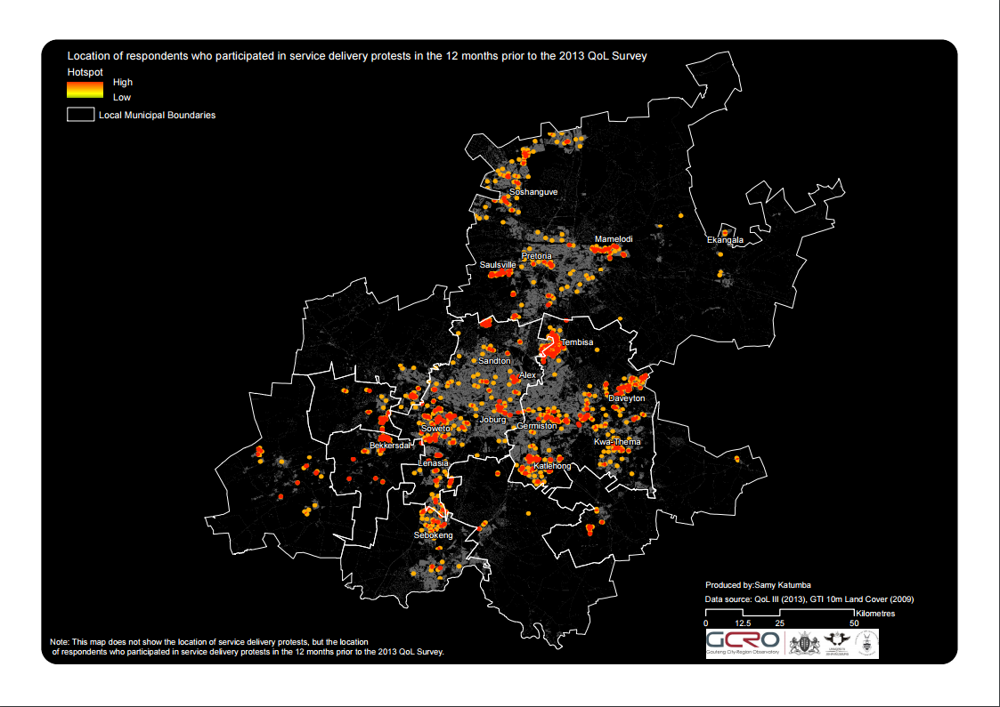 Location of respondents who participated in service delivery protests in the 12 months prior to the 2013 QoL Survey
Hotspot
High
Low
Local Municipal Boundaries
Soshanguve
Mamelodi
Ekangala
Pretoria
Saulsville
Tembisa
Sandton
Alex
Daveyton
Joburg
Germiston
Soweto
Bekkersdal
Kwa-Thema
Lenasia
Katlehong
Sebokeng
Produced by:Samy Katumba
Data source: QoL III (2013), GTI 10m Land Cover (2009)
Kilometres
0 12.5 25 50
GCRO
Gauteng City-Region Observatory
Note: This map does not show the location of service delivery protests, but the location
of respondents who participated in service delivery protests in the 12 months prior to the 2013 QoL Survey.